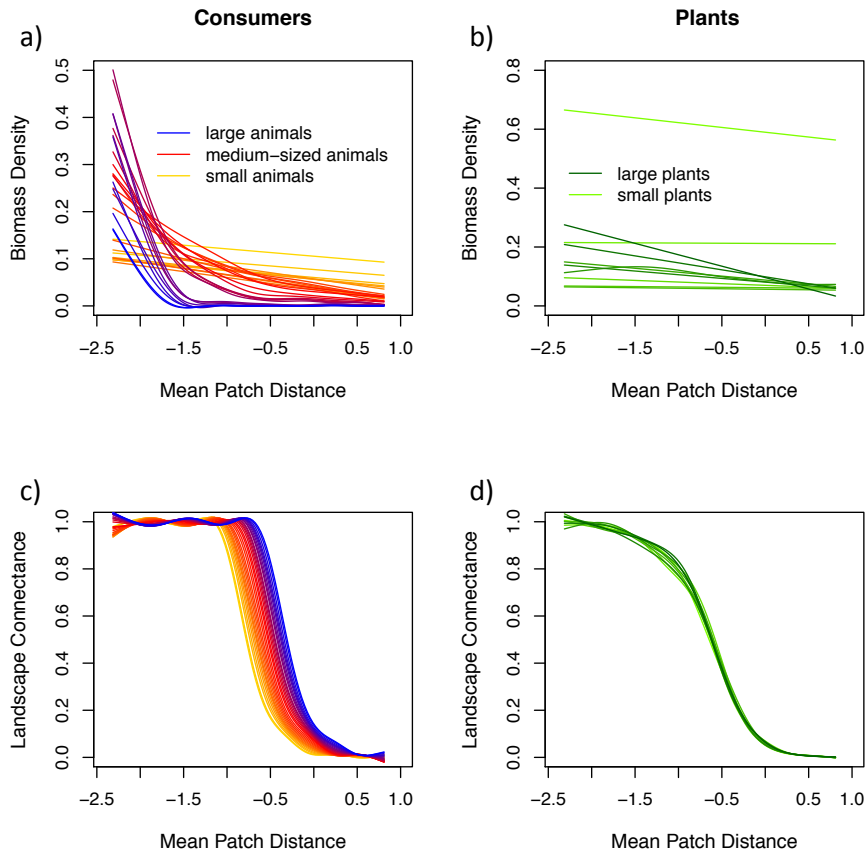 Consumers
Plants
a)
b)
0.5
0.4
0.3
0.2
0.1
0.0
Biomass Density
large animals
medium−sized animals
small animals
−2.5
−1.5
−0.5
0.5
1.0
Mean Patch Distance
0.8
0.6
0.4
0.2
0.0
Biomass Density
large plants
small plants
−2.5
−1.5
−0.5
0.5
1.0
Mean Patch Distance
c)
d)
1.0
0.8
0.6
0.4
0.2
0.0
Landscape Connectance
−2.5
−1.5
−0.5
0.5
1.0
Mean Patch Distance
1.0
0.8
0.6
0.4
0.2
0.0
Landscape Connectance
−2.5
−1.5
−0.5
0.5
1.0
Mean Patch Distance